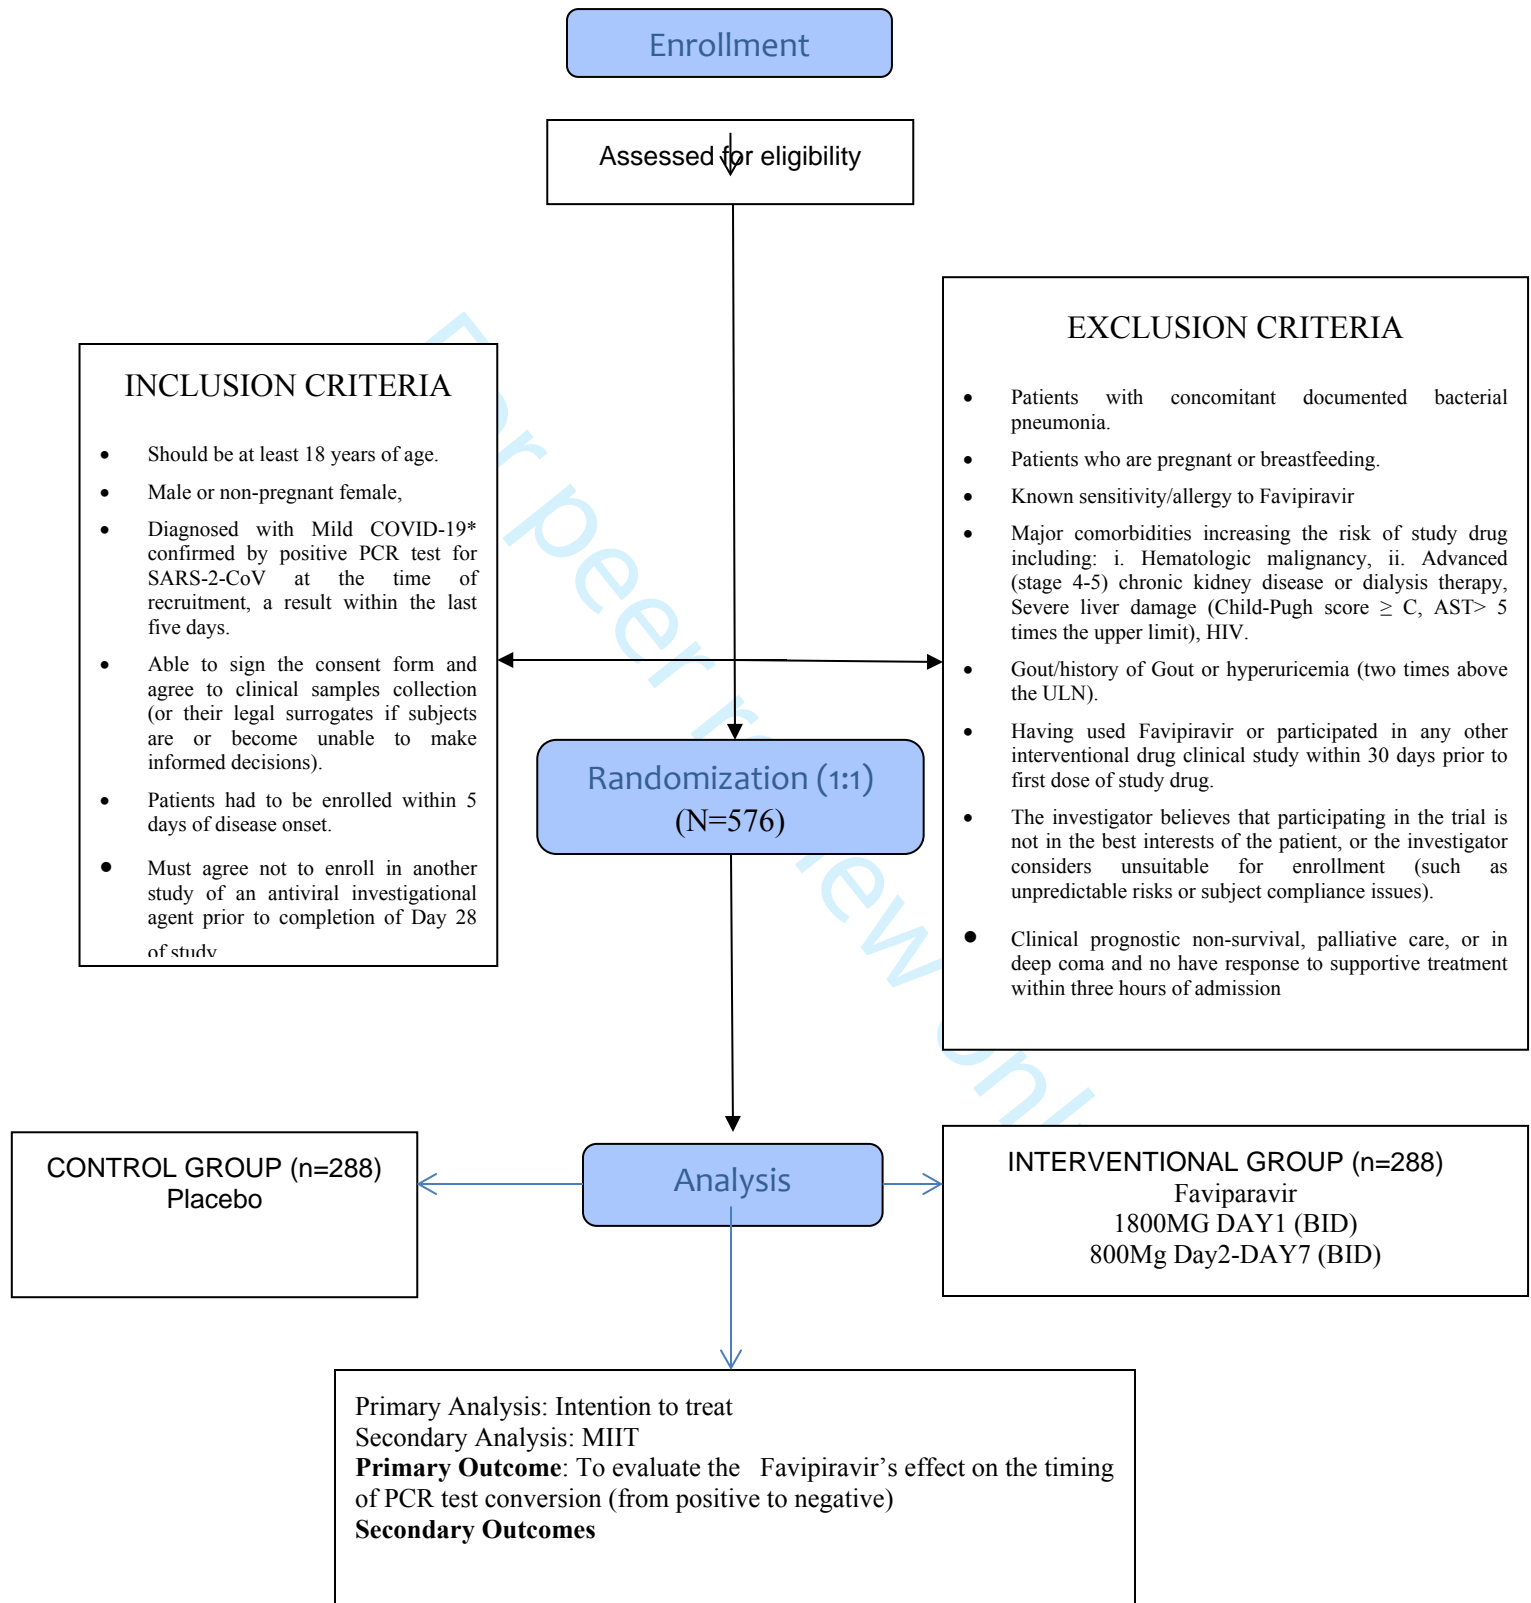 Enrollment
Assessed for eligibility
INCLUSION CRITERIA
• Should be at least 18 years of age.
• Male or non-pregnant female,
• Diagnosed with Mild COVID-19*
confirmed by positive PCR test for
SARS-2-CoV at the time of
recruitment, a result within the last
five days.
• Able to sign the consent form and
agree to clinical samples collection
(or their legal surrogates if subjects
are or become unable to make
informed decisions).
• Patients had to be enrolled within 5
days of disease onset.
• Must agree not to enroll in another
study of an antiviral investigational
agent prior to completion of Day 28
of study
EXCLUSION CRITERIA
• Patients with concomitant documented bacterial
pneumonia.
• Patients who are pregnant or breastfeeding.
• Known sensitivity/allergy to Favipiravir
• Major comorbidities increasing the risk of study drug
including: i. Hematologic malignancy, ii. Advanced
(stage 4-5) chronic kidney disease or dialysis therapy,
Severe liver damage (Child-Pugh score ≥ C, AST> 5
times the upper limit), HIV.
• Gout/history of Gout or hyperuricemia (two times above
the ULN).
• Having used Favipiravir or participated in any other
interventional drug clinical study within 30 days prior to
first dose of study drug.
• The investigator believes that participating in the trial is
not in the best interests of the patient, or the investigator
considers unsuitable for enrollment (such as
unpredictable risks or subject compliance issues).
• Clinical prognostic non-survival, palliative care, or in
deep coma and no have response to supportive treatment
within three hours of admission
Randomization (1:1)
(N=576)
For peer review only
CONTROL GROUP (n=288)
Placebo
Analysis
INTERVENTIONAL GROUP (n=288)
Faviparavir
1800MG DAY1 (BID)
800Mg Day2-DAY7 (BID)
Primary Analysis: Intention to treat
Secondary Analysis: MIIT
Primary Outcome: To evaluate the Favipiravir’s effect on the timing
of PCR test conversion (from positive to negative)
Secondary Outcomes